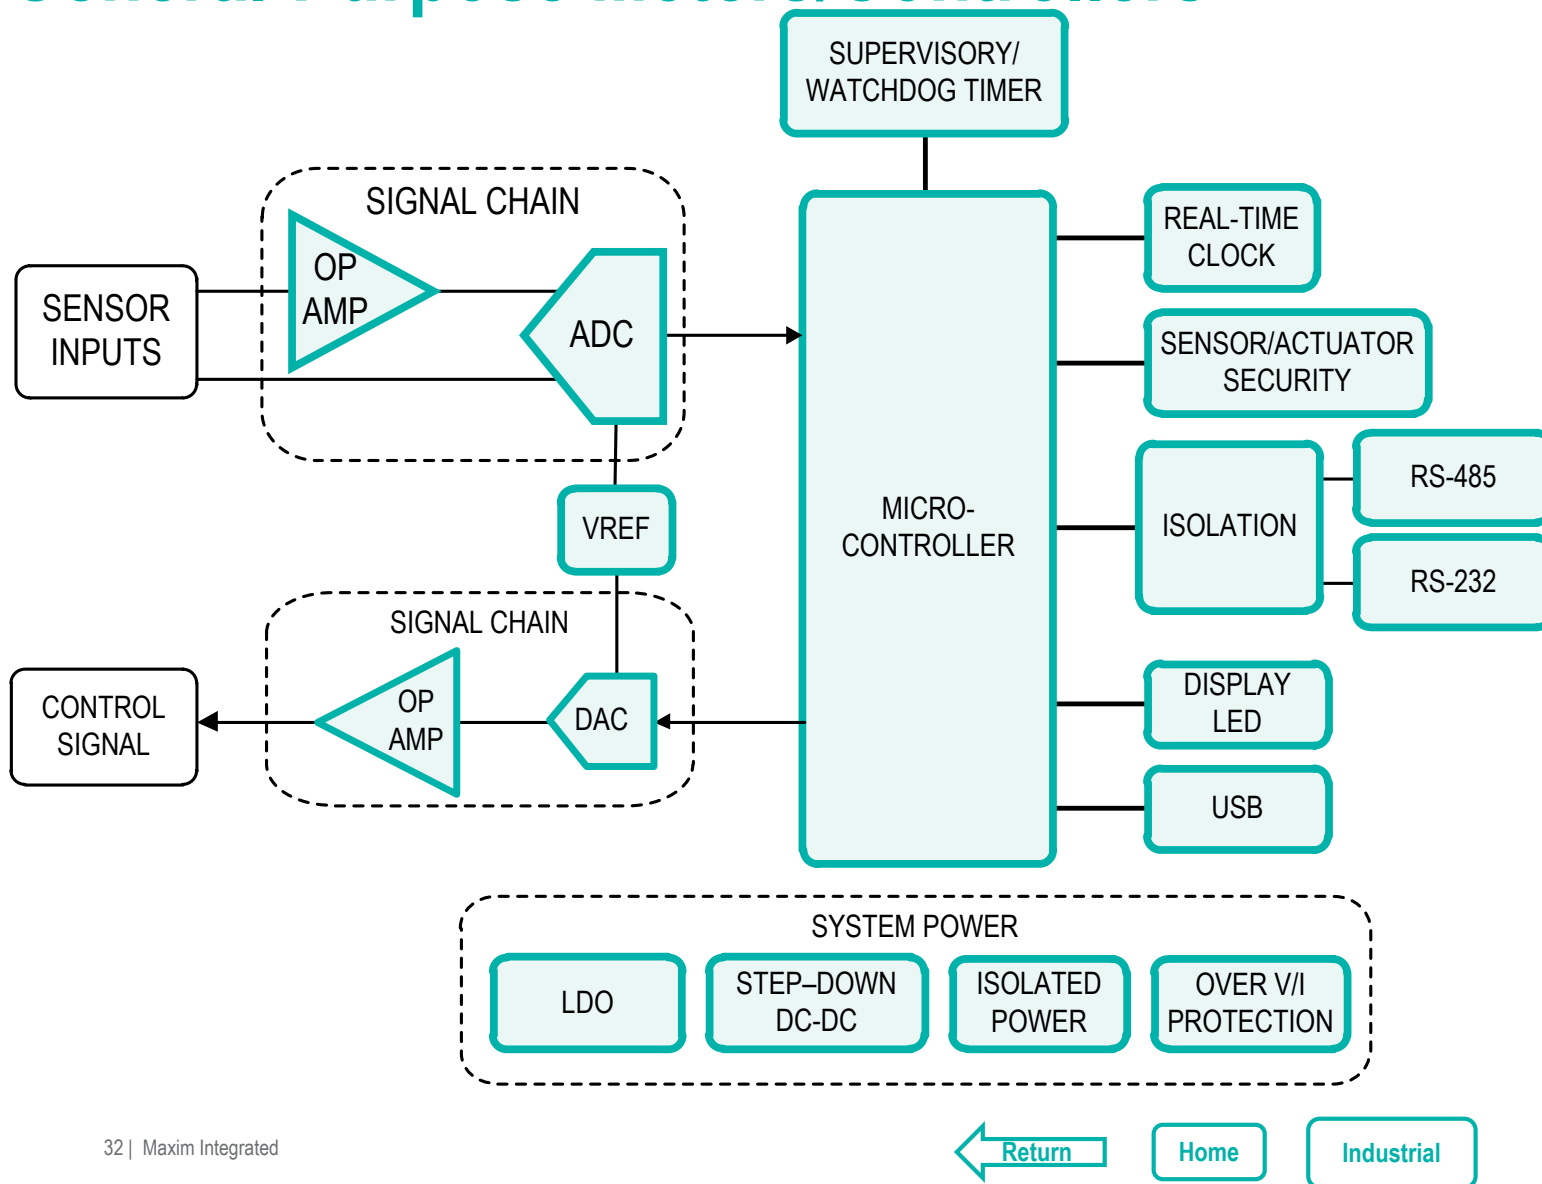 SUPERVISORY/
WATCHDOG TIMER
SIGNAL CHAIN
OP
AMP
ADC
SENSOR
INPUTS
REAL-TIME
CLOCK
SENSOR/ACTUATOR
SECURITY
MICRO-
CONTROLLER
ISOLATION
RS-485
RS-232
VREF
SIGNAL CHAIN
OP
AMP
DAC
CONTROL
SIGNAL
DISPLAY
LED
USB
SYSTEM POWER
LDO
STEP–DOWN
DC-DC
ISOLATED
POWER
OVER V/I
PROTECTION
32 | Maxim Integrated
Return
Home
Industrial